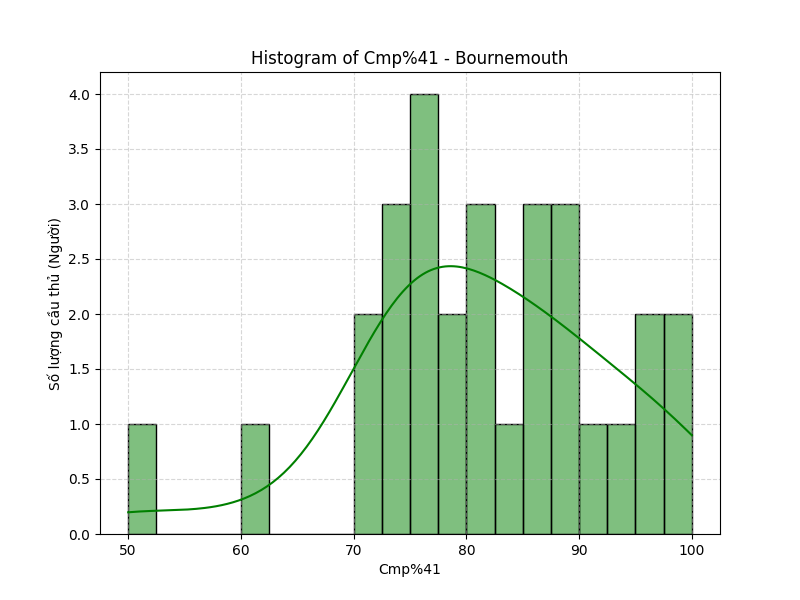 Histogram of Cmp%41 - Bournemouth
Số lượng cầu thủ (Người)
4.0
3.5
3.0
2.5
2.0
1.5
1.0
0.5
0.0
50 60 70 80 90 100
Cmp%41